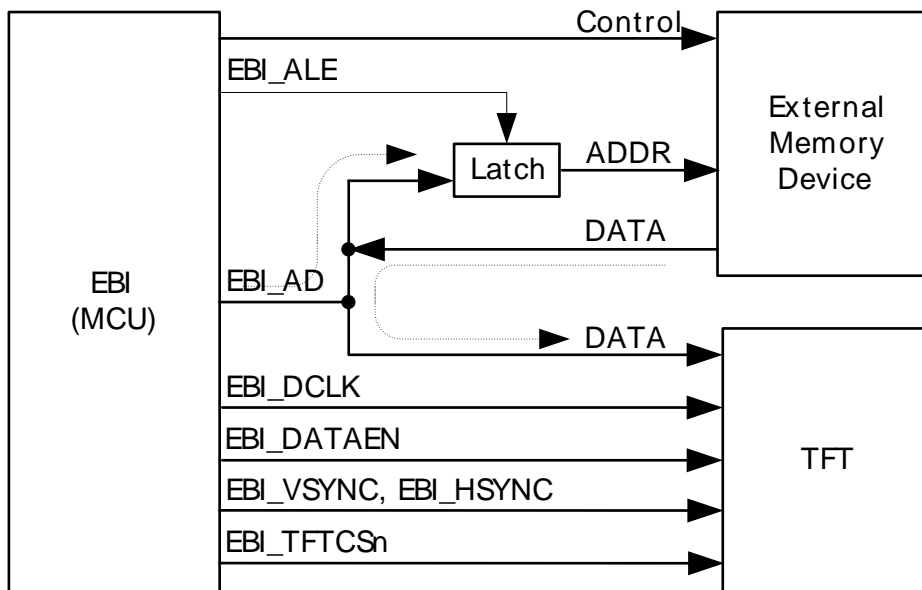 Control
EBI_ALE
External
Memory
Device
ADDR
Latch
DATA
EBI_AD
EBI
(MCU)
DATA
EBI_DCLK
EBI_DATAEN
TFT
EBI_VSYNC, EBI_HSYNC
EBI_TFTCSn